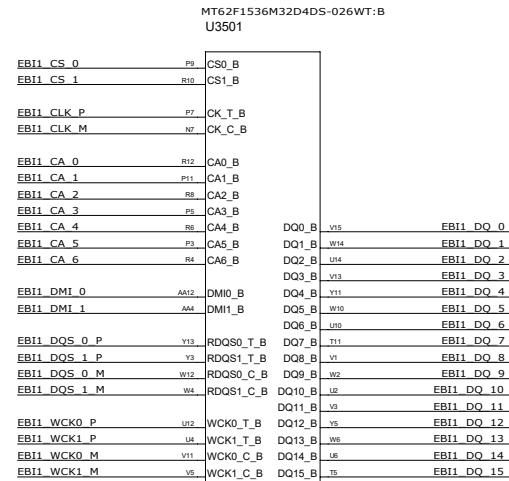 MT62F1536M32D4DS-026WT:B
U3501
EBI1_CS_0 P9 CS0_B
EBI1_CS_1 R10 CS1_B
EBI1_CLK_P P7 CK_T_B
EBI1_CLK_M N7 CK_C_B
EBI1_CA_0 R12 CA0_B
EBI1_CA_1 P11 CA1_B
EBI1_CA_2 R8 CA2_B
EBI1_CA_3 P5 CA3_B
EBI1_CA_4 R6 CA4_B DQ0_B V15 EBI1_DQ_0
EBI1_CA_5 P3 CA5_B DQ1_B W14 EBI1_DQ_1
EBI1_CA_6 R4 CA6_B DQ2_B U14 EBI1_DQ_2
DQ3_B V13 EBI1_DQ_3
EBI1_DMI_0 AA12 DMI0_B DQ4_B Y11 EBI1_DQ_4
EBI1_DMI_1 AA4 DMI1_B DQ5_B W10 EBI1_DQ_5
DQ6_B U10 EBI1_DQ_6
EBI1_DQS_0_P Y13 RDQS0_T_B DQ7_B T11 EBI1_DQ_7
EBI1_DQS_1_P Y3 RDQS1_T_B DQ8_B V1 EBI1_DQ_8
EBI1_DQS_0_M W12 RDQS0_C_B DQ9_B W2 EBI1_DQ_9
EBI1_DQS_1_M W4 RDQS1_C_B DQ10_B U2 EBI1_DQ_10
DQ11_B V3 EBI1_DQ_11
EBI1_WCK0_P U12 WCK0_T_B DQ12_B Y5 EBI1_DQ_12
EBI1_WCK1_P U4 WCK1_T_B DQ13_B W6 EBI1_DQ_13
EBI1_WCK0_M V11 WCK0_C_B DQ14_B U6 EBI1_DQ_14
EBI1_WCK1_M V5 WCK1_C_B DQ15_B T5 EBI1_DQ_15